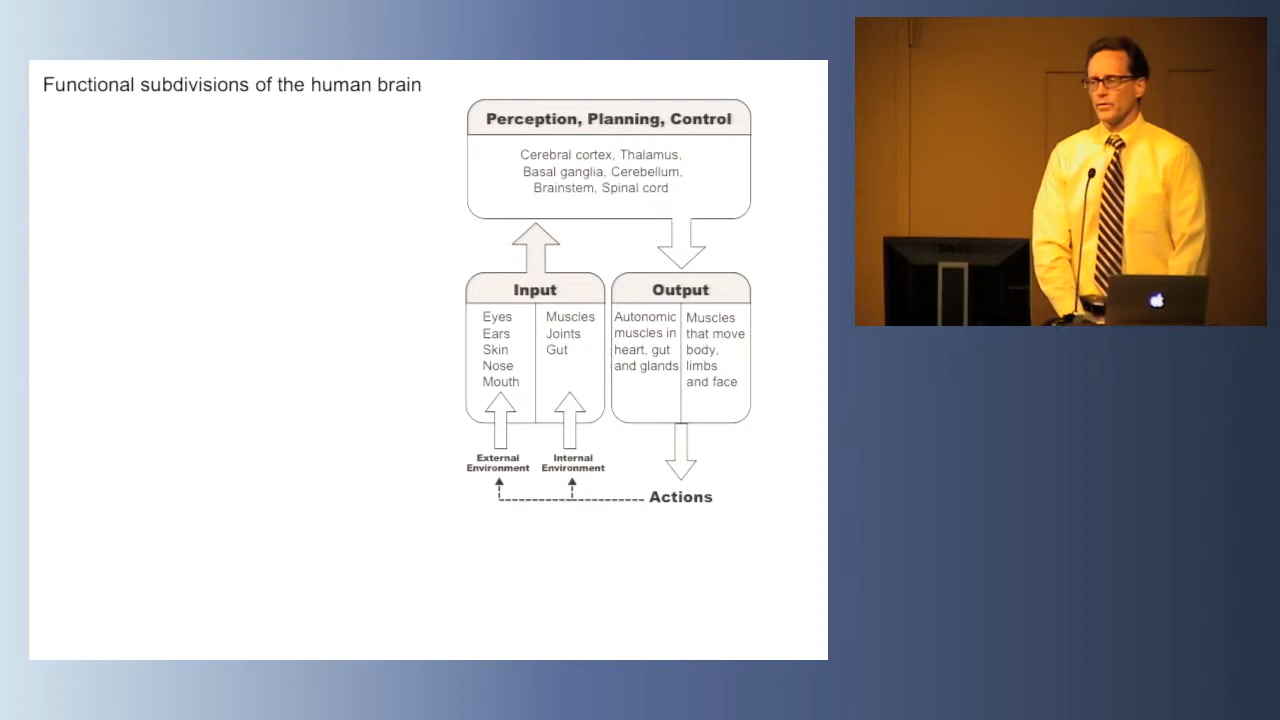 Functional subdivisions of the human brain
Perception, Planning, Control
Cerebral cortex, Thalamus,
Basal ganglia, Cerebellum,
Brainstem, Spinal cord
Input
Eyes
Ears
Skin
Nose
Mouth
Muscles
Joints
Gut
Output
Autonomic
muscles in
heart, gut
and glands
Muscles
that move
body,
limbs
and face
External
Environment
Internal
Environment
Actions